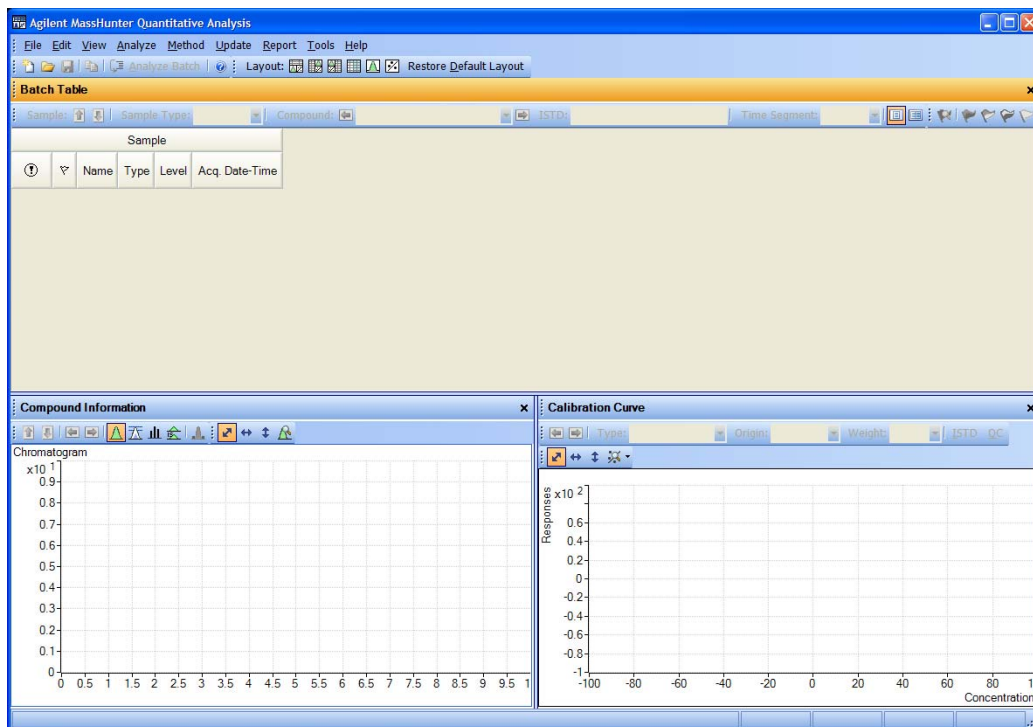 Agilent MassHunter Quantitative Analysis
File Edit View Analyze Method Update Report Tools Help
Analyze Batch Layout: Restore Default Layout
Batch Table
Sample: Sample Type: Compound: ISTD: Time Segment:
Sample
Name Type Level Acq. Date-Time
Compound Information
Chromatogram
x10 1
0.9
0.8
0.7
0.6
0.5
0.4
0.3
0.2
0.1
0
0 0.5 1 1.5 2 2.5 3 3.5 4 4.5 5 5.5 6 6.5 7 7.5 8 8.5 9 9.5 1
Calibration Curve
Type: Origin: Weight: ISTD QC
Responses
x10 2
0.6
0.4
0.2
0
-0.2
-0.4
-0.6
-0.8
-1
-100 -80 -60 -40 -20 0 20 40 60 80 1
Concentration